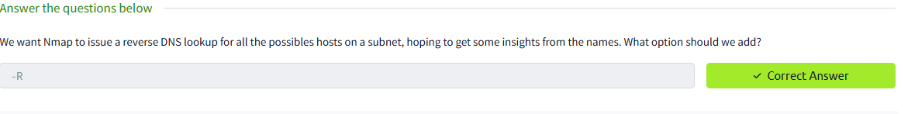 Answer the questions below
We want Nmap to issue a reverse DNS lookup for all the possibles hosts on a subnet, hoping to get some insights from the names. What option should we add?
-R
✓ Correct Answer